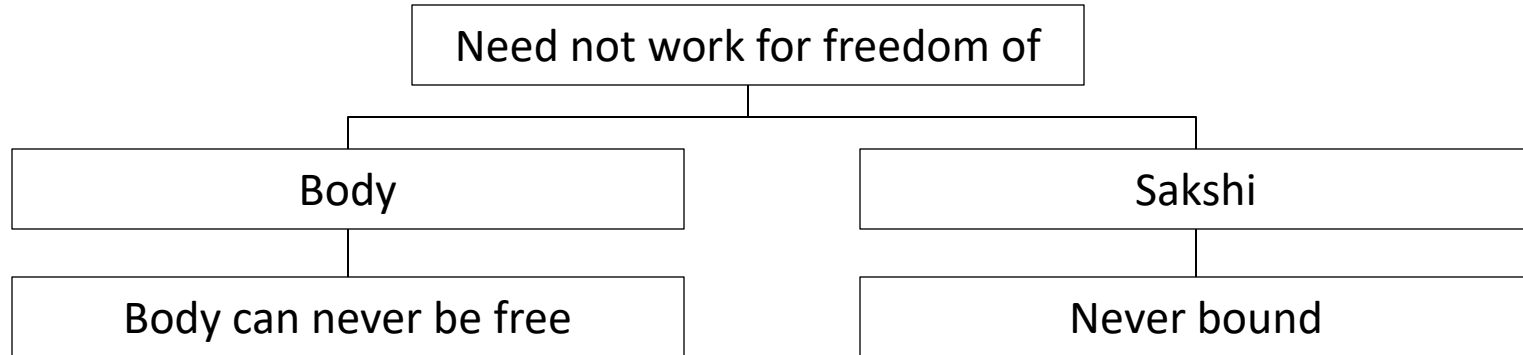 Need not work for freedom of
Body
Sakshi
Body can never be free
Never bound